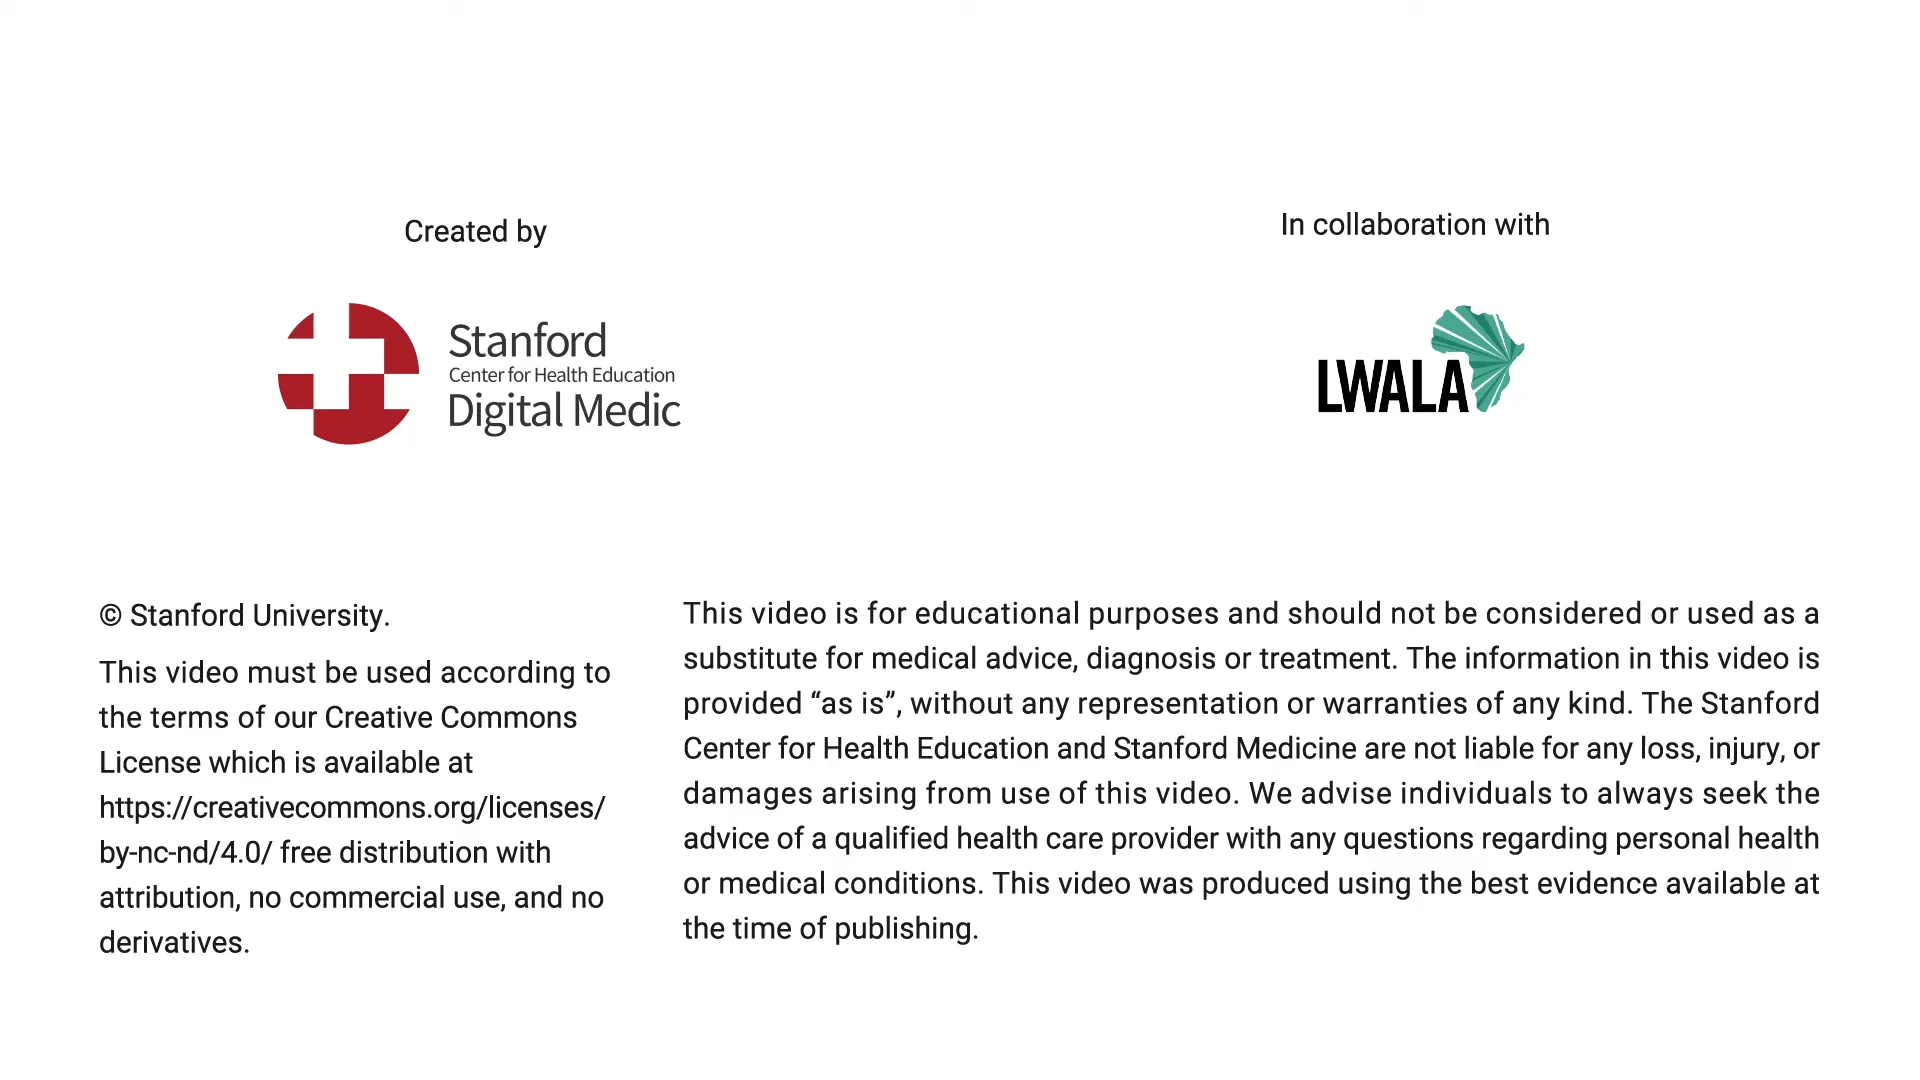 Created by
Stanford
Center for Health Education
Digital Medic
In collaboration with
LWALA
© Stanford University.
This video must be used according to
the terms of our Creative Commons
License which is available at
https://creativecommons.org/licenses/
by-nc-nd/4.0/ free distribution with
attribution, no commercial use, and no
derivatives.
This video is for educational purposes and should not be considered or used as a
substitute for medical advice, diagnosis or treatment. The information in this video is
provided “as is”, without any representation or warranties of any kind. The Stanford
Center for Health Education and Stanford Medicine are not liable for any loss, injury, or
damages arising from use of this video. We advise individuals to always seek the
advice of a qualified health care provider with any questions regarding personal health
or medical conditions. This video was produced using the best evidence available at
the time of publishing.